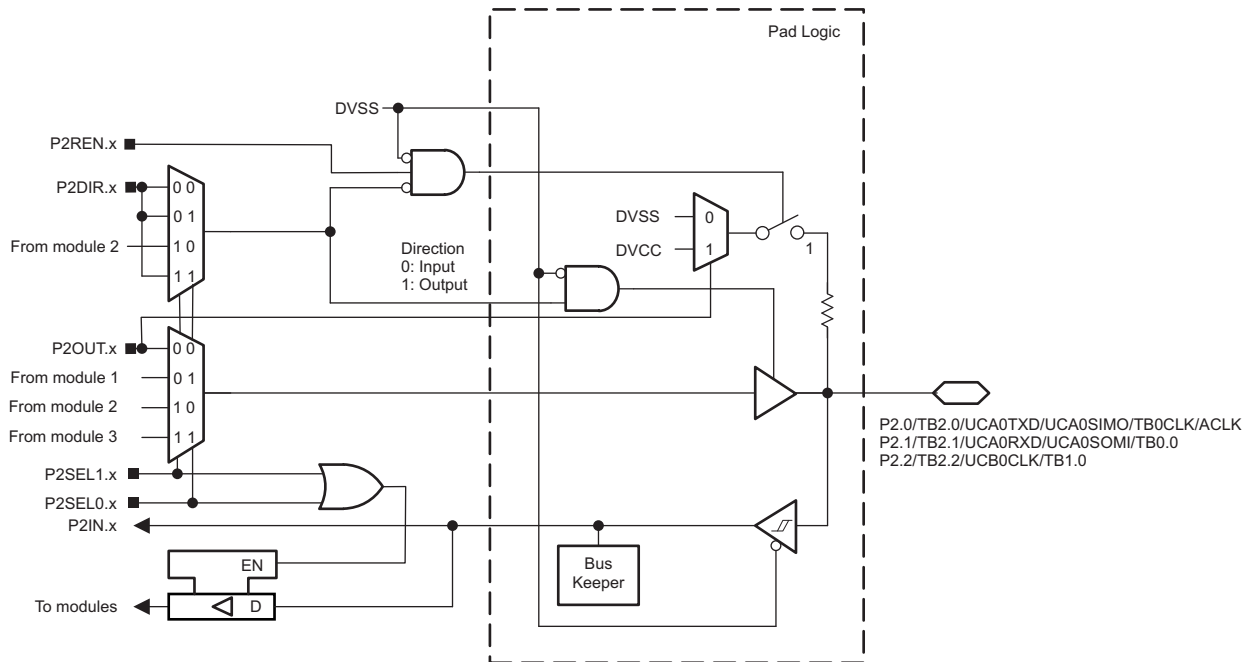 Pad Logic
DVSS
P2REN.x
P2DIR.x
0 0
0 1
From module 2
1 0
1 1
Direction
0: Input
1: Output
DVSS
0
DVCC
1
1
P2OUT.x
0 0
From module 1
0 1
From module 2
1 0
From module 3
1 1
P2.0/TB2.0/UCA0TXD/UCA0SIMO/TB0CLK/ACLK
P2.1/TB2.1/UCA0RXD/UCA0SOMI/TB0.0
P2.2/TB2.2/UCB0CLK/TB1.0
P2SEL1.x
P2SEL0.x
P2IN.x
Bus
Keeper
EN
To modules
D